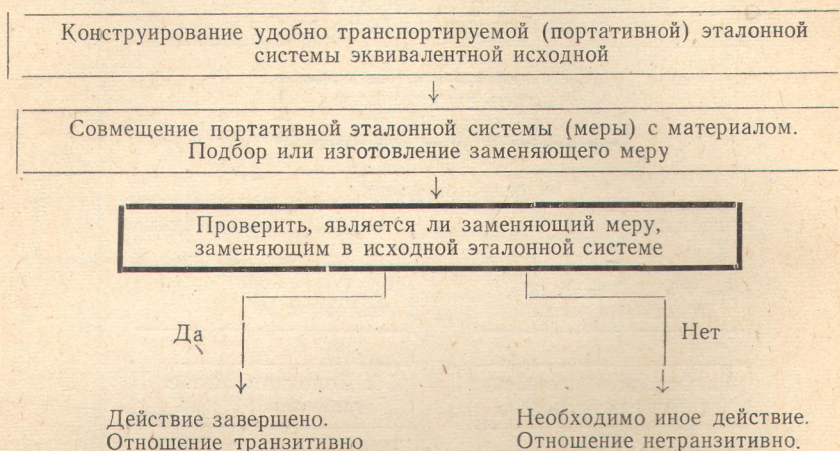 Конструирование удобно транспортируемой (портативной) эталонной
системы эквивалентной исходной
Совмещение портативной эталонной системы (меры) с материалом.
Подбор или изготовление заменяющего меру
Проверить, является ли заменяющий меру,
заменяющим в исходной эталонной системе
Да
Нет
Действие завершено.
Отношение транзитивно
Необходимо иное действие.
Отношение нетранзитивно.